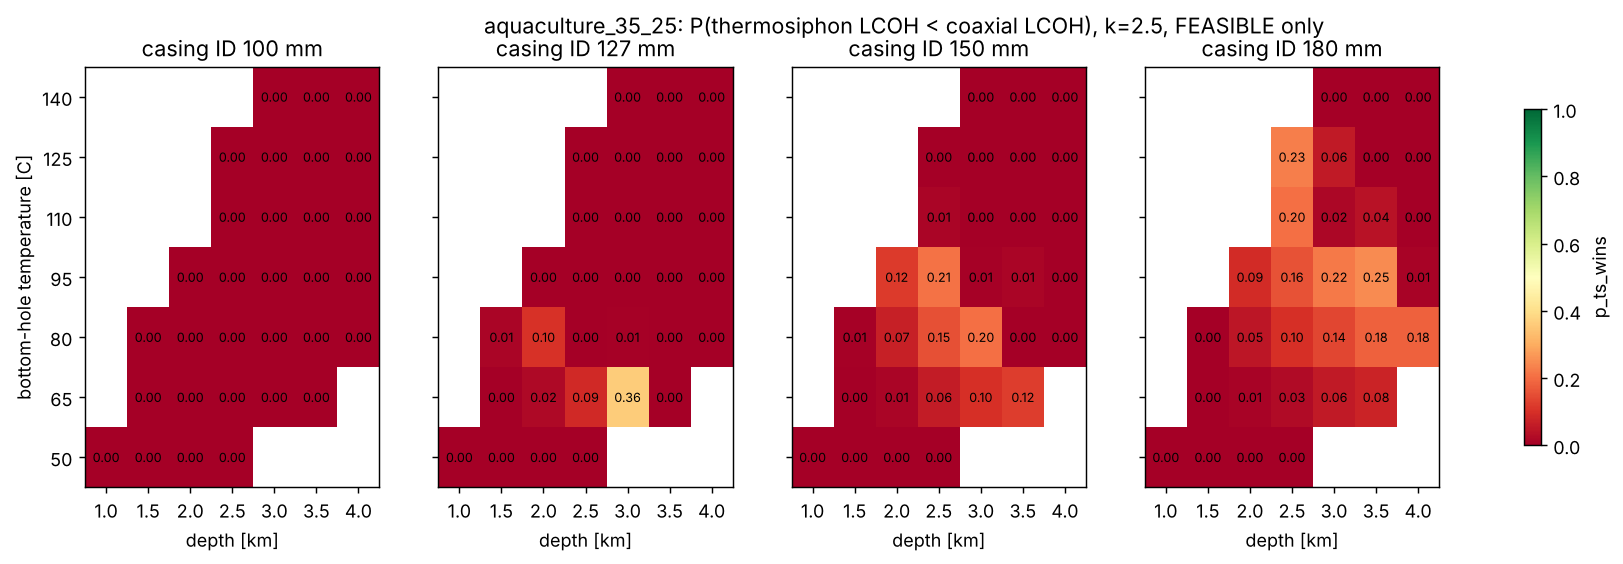 aquaculture_35_25: P(thermosiphon LCOH < coaxial LCOH), k=2.5, FEASIBLE only
casing ID 100 mm
casing ID 127 mm
casing ID 150 mm
casing ID 180 mm
bottom-hole temperature [C]
140 0.00 0.00 0.00 0.00 0.00 0.00 0.00 0.00 0.00 0.00 0.00 0.00
125 0.00 0.00 0.00 0.00 0.00 0.00 0.00 0.00 0.00 0.00 0.00 0.00 0.23 0.06 0.00 0.00
110 0.00 0.00 0.00 0.00 0.00 0.00 0.00 0.00 0.01 0.00 0.00 0.00 0.20 0.02 0.04 0.00
95 0.00 0.00 0.00 0.00 0.00 0.00 0.00 0.00 0.00 0.00 0.12 0.21 0.01 0.01 0.00 0.09 0.16 0.22 0.25 0.01
80 0.00 0.00 0.00 0.00 0.00 0.00 0.01 0.10 0.00 0.01 0.00 0.00 0.01 0.07 0.15 0.20 0.00 0.00 0.00 0.05 0.10 0.14 0.18 0.18
65 0.00 0.00 0.00 0.00 0.00 0.00 0.02 0.09 0.36 0.00 0.00 0.01 0.06 0.10 0.12 0.00 0.01 0.03 0.06 0.08
50 0.00 0.00 0.00 0.00 0.00 0.00 0.00 0.00 0.00 0.00 0.00 0.00 0.00 0.00 0.00 0.00
1.0 1.5 2.0 2.5 3.0 3.5 4.0
1.0 1.5 2.0 2.5 3.0 3.5 4.0
1.0 1.5 2.0 2.5 3.0 3.5 4.0
1.0 1.5 2.0 2.5 3.0 3.5 4.0
depth [km]
depth [km]
depth [km]
depth [km]
1.0
0.8
0.6
0.4
0.2
0.0
p_ts_wins